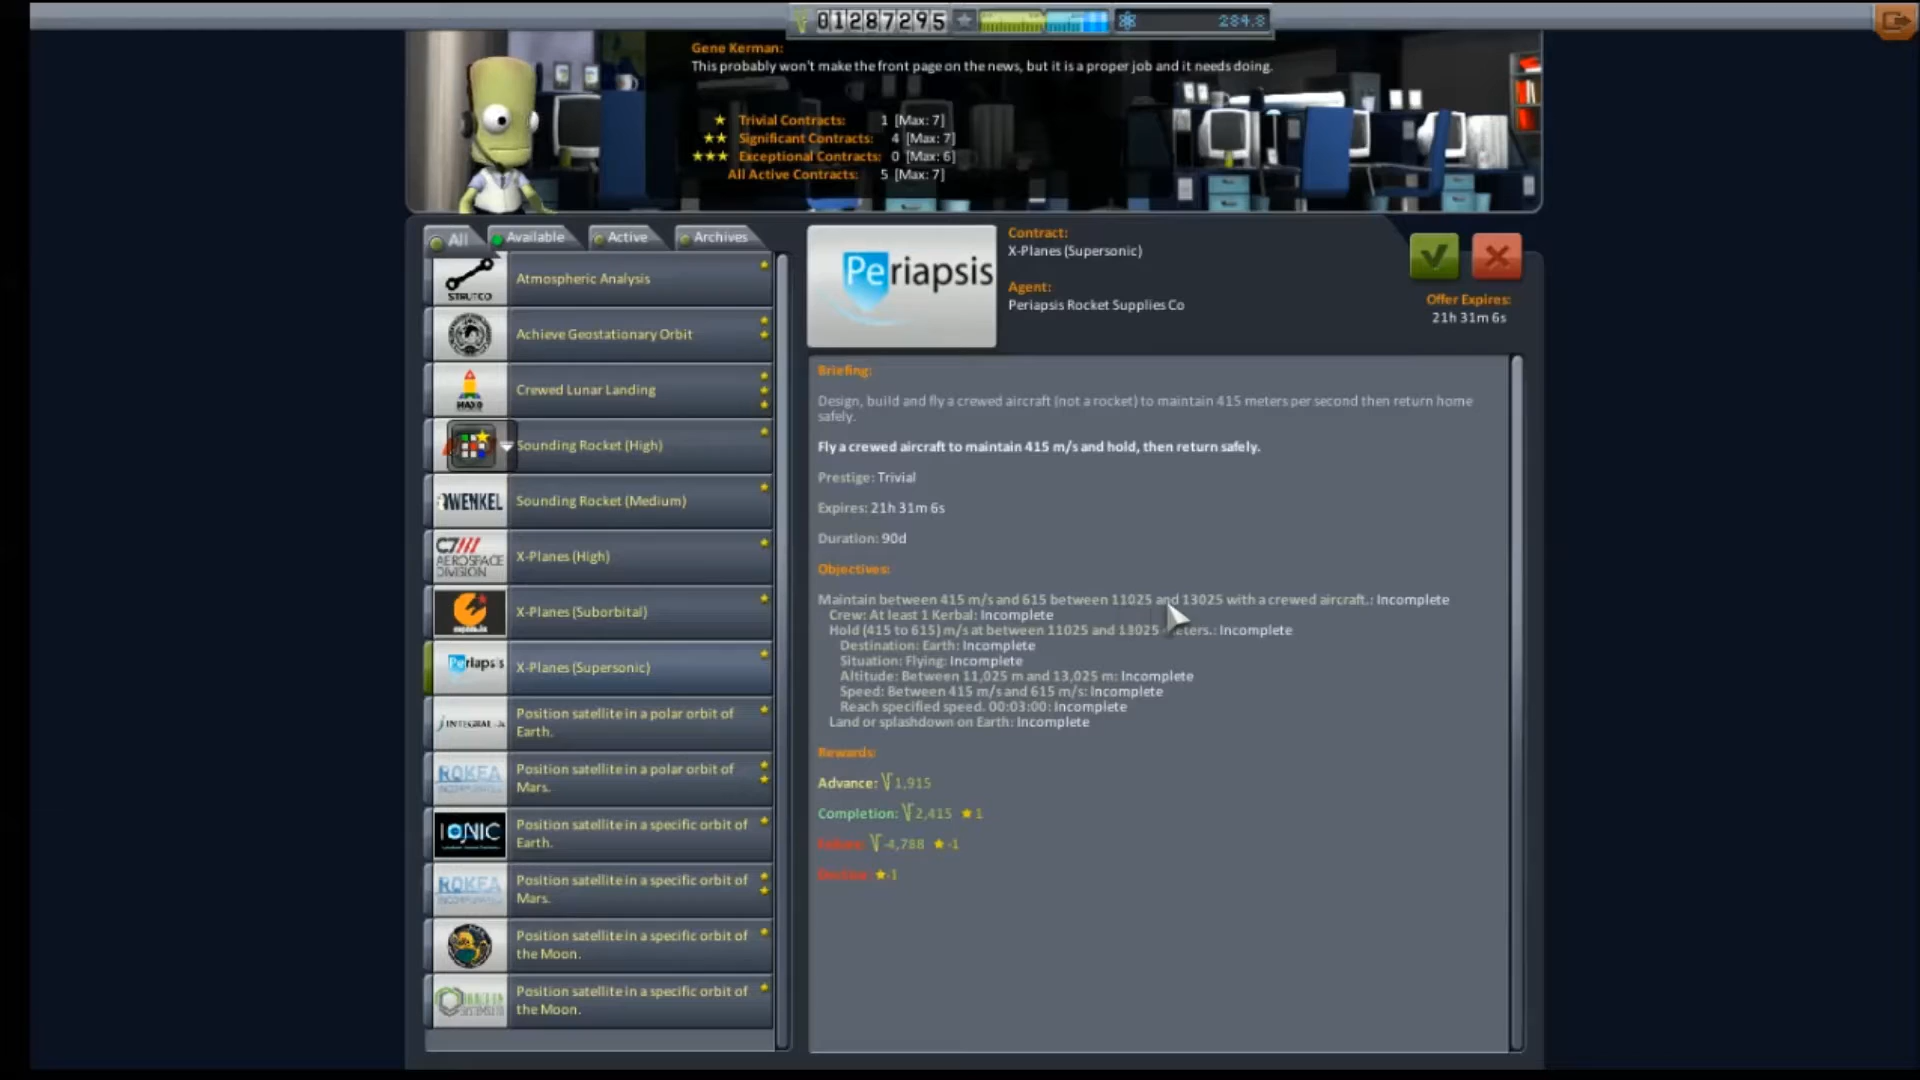 01287295
284.8
Gene Kerman:
This probably won't make the front page on the news, but it is a proper job and it needs doing.
Trivial Contracts: 1 [Max: 7]
Significant Contracts: 4 [Max: 7]
Exceptional Contracts: 0 [Max: 6]
All Active Contracts: 5 [Max: 7]
All
Available
Active
Archives
STRUTCO
Atmospheric Analysis
Achieve Geostationary Orbit
Crewed Lunar Landing
Sounding Rocket (High)
WENKEL
Sounding Rocket (Medium)
C7
AEROSPACE
DIVISION
X-Planes (High)
X-Planes (Suborbital)
Periapsis
X-Planes (Supersonic)
Position satellite in a polar orbit of
Earth.
ROKEA
Position satellite in a polar orbit of
Mars.
IONIC
Position satellite in a specific orbit of
Earth.
ROKEA
Position satellite in a specific orbit of
Mars.
Position satellite in a specific orbit of
the Moon.
Position satellite in a specific orbit of
the Moon.
Periapsis
Contract:
X-Planes (Supersonic)
Agent:
Periapsis Rocket Supplies Co
Offer Expires:
21h 31m 6s
Briefing:
Design, build and fly a crewed aircraft (not a rocket) to maintain 415 meters per second then return home
safely.
Fly a crewed aircraft to maintain 415 m/s and hold, then return safely.
Prestige: Trivial
Expires: 21h 31m 6s
Duration: 90d
Objectives:
Maintain between 415 m/s and 615 between 11025 and 13025 with a crewed aircraft.: Incomplete
Crew: At least 1 Kerbal: Incomplete
Hold (415 to 615) m/s at between 11025 and 13025 meters.: Incomplete
Destination: Earth: Incomplete
Situation: Flying: Incomplete
Altitude: Between 11,025 m and 13,025 m: Incomplete
Speed: Between 415 m/s and 615 m/s: Incomplete
Reach specified speed. 00:03:00: Incomplete
Land or splashdown on Earth: Incomplete
Rewards:
Advance: 1,915
Completion: 2,415 1
Failure: -4,788 -1
Decline: -1